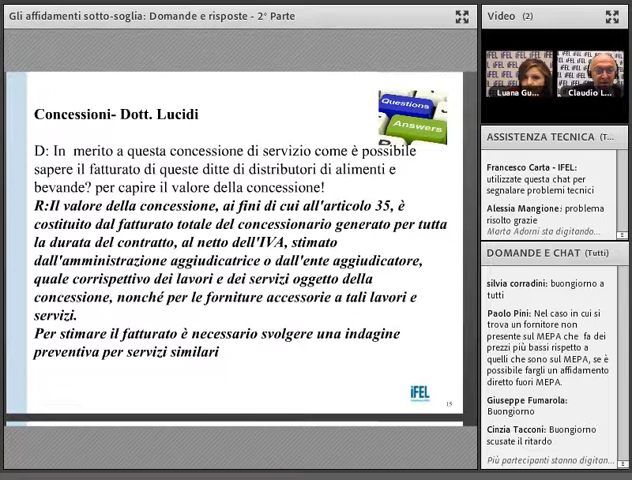 Gli affidamenti sotto-soglia: Domande e risposte - 2° Parte
Concessioni- Dott. Lucidi
Questions
Answers
D: In merito a questa concessione di servizio come è possibile
sapere il fatturato di queste ditte di distributori di alimenti e
bevande? per capire il valore della concessione!
R:Il valore della concessione, ai fini di cui all'articolo 35, è
costituito dal fatturato totale del concessionario generato per tutta
la durata del contratto, al netto dell'IVA, stimato
dall'amministrazione aggiudicatrice o dall'ente aggiudicatore,
quale corrispettivo dei lavori e dei servizi oggetto della
concessione, nonché per le forniture accessorie a tali lavori e
servizi.
Per stimare il fatturato è necessario svolgere una indagine
preventiva per servizi similari
iFEL
15
Video (2)
Luana Gu...
Claudio L...
ASSISTENZA TECNICA (T...
Francesco Carta - IFEL:
utilizzate questa chat per
segnalare problemi tecnici
Alessia Mangione: problema
risolto grazie
Marta Adorni sta digitando...
DOMANDE E CHAT (Tutti)
silvia corradini: buongiorno a
tutti
Paolo Pini: Nel caso in cui si
trova un fornitore non
presente sul MEPA che fa dei
prezzi più bassi rispetto a
quelli che sono sul MEPA, se è
possibile fargli un affidamento
diretto fuori MEPA.
Giuseppe Fumarola:
Buongiorno
Cinzia Tacconi: Buongiorno
scusate il ritardo
Più partecipanti stanno digitan...